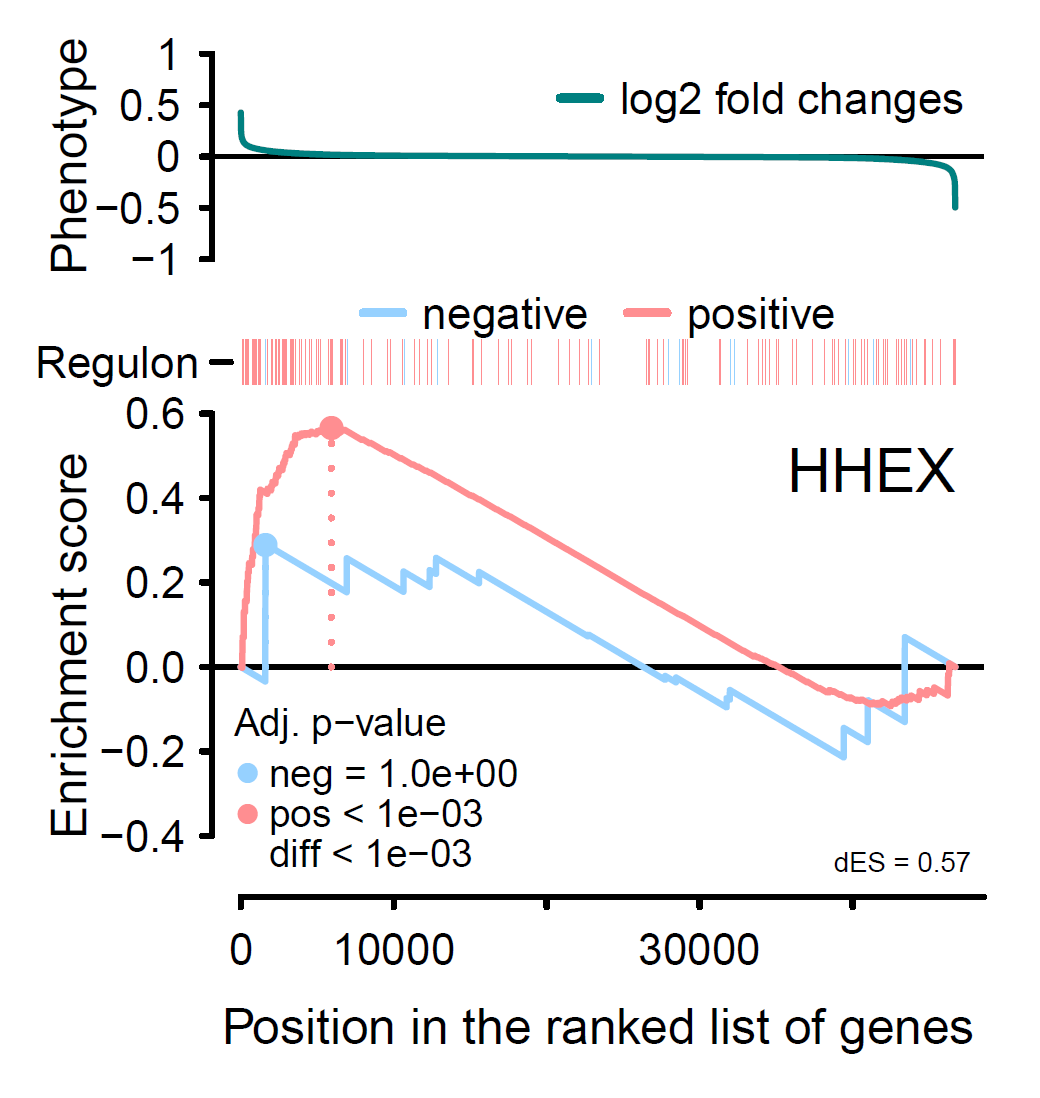 Phenotype
1
0.5
0
−0.5
−1
log2 fold changes
negative positive
Regulon
Enrichment score
0.6
0.4
0.2
0.0
−0.2
−0.4
HHEX
Adj. p−value
neg = 1.0e+00
pos < 1e−03
diff < 1e−03
dES = 0.57
0 10000 30000
Position in the ranked list of genes